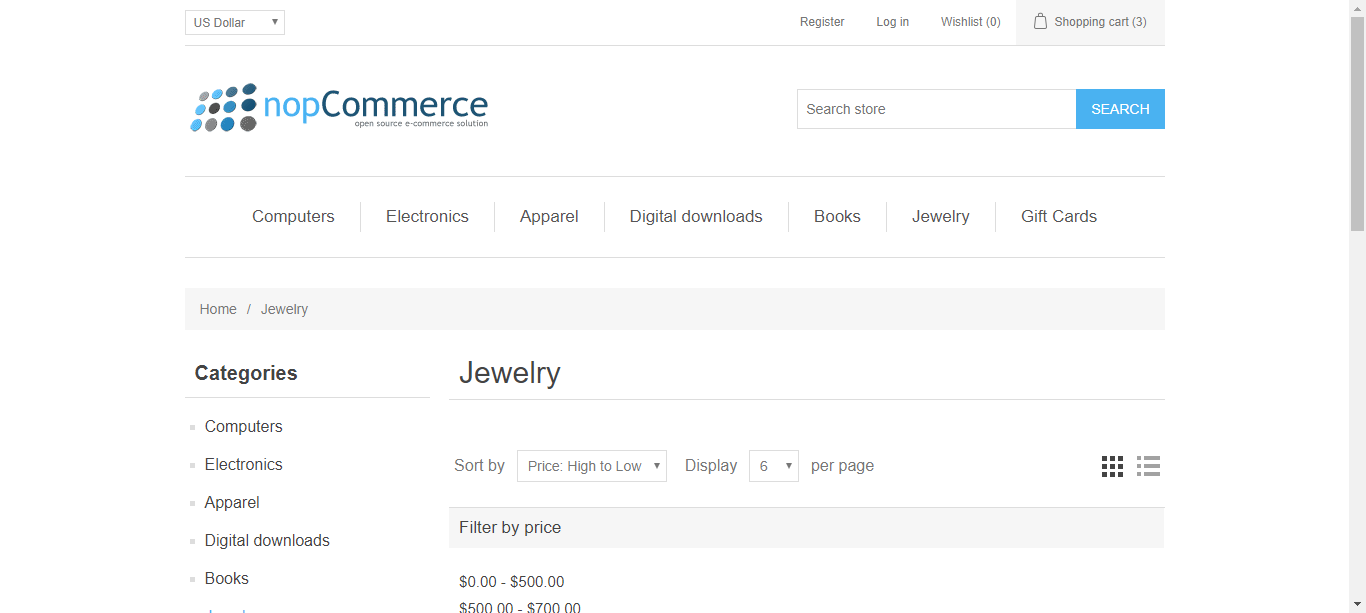 US Dollar
Register
Log in
Wishlist (0)
Shopping cart (3)
nopCommerce
open source e-commerce solution
Search store
SEARCH
Computers
Electronics
Apparel
Digital downloads
Books
Jewelry
Gift Cards
Home / Jewelry
Categories
Computers
Electronics
Apparel
Digital downloads
Books
Jewelry
Sort by Price: High to Low Display 6 per page
Filter by price
$0.00 - $500.00
$500.00 - $700.00